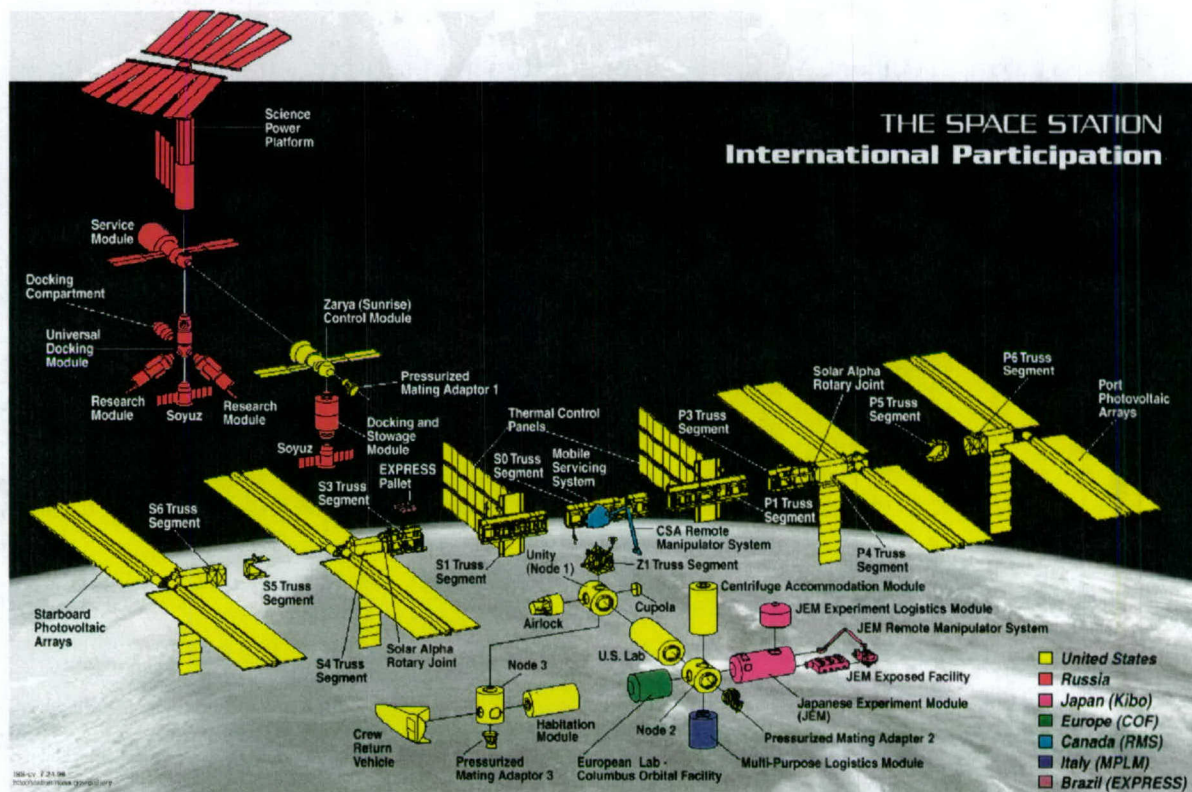 THE SPACE STATION
International Participation
Science
Power
Platform
Service
Module
Docking
Compartment
Universal
Docking
Module
Research
Module
Soyuz
Research
Module
Zarya (Sunrise)
Control Module
Pressurized
Mating Adaptor 1
Docking and
Stowage
Module
Soyuz
EXPRESS
Pallet
Thermal Control
Panels
S0 Truss
Segment
Mobile
Servicing
System
P3 Truss
Segment
Solar Alpha
Rotary Joint
P5 Truss
Segment
P6 Truss
Segment
Port
Photovoltaic
Arrays
S3 Truss
Segment
S6 Truss
Segment
S5 Truss
Segment
Starboard
Photovoltaic
Arrays
S4 Truss
Segment
Solar Alpha
Rotary Joint
S1 Truss
Segment
Unity
(Node 1)
CSA Remote
Manipulator System
Z1 Truss Segment
P1 Truss
Segment
P4 Truss
Segment
Airlock
Cupola
Centrifuge Accommodation Module
JEM Experiment Logistics Module
JEM Remote Manipulator System
U.S. Lab
JEM Exposed Facility
Node 3
Japanese Experiment Module
(JEM)
Habitation
Module
Node 2
Pressurized Mating Adapter 2
Crew
Return
Vehicle
Pressurized
Mating Adaptor 3
European Lab -
Columbus Orbital Facility
Multi-Purpose Logistics Module
United States
Russia
Japan (Kibo)
Europe (COF)
Canada (RMS)
Italy (MPLM)
Brazil (EXPRESS)